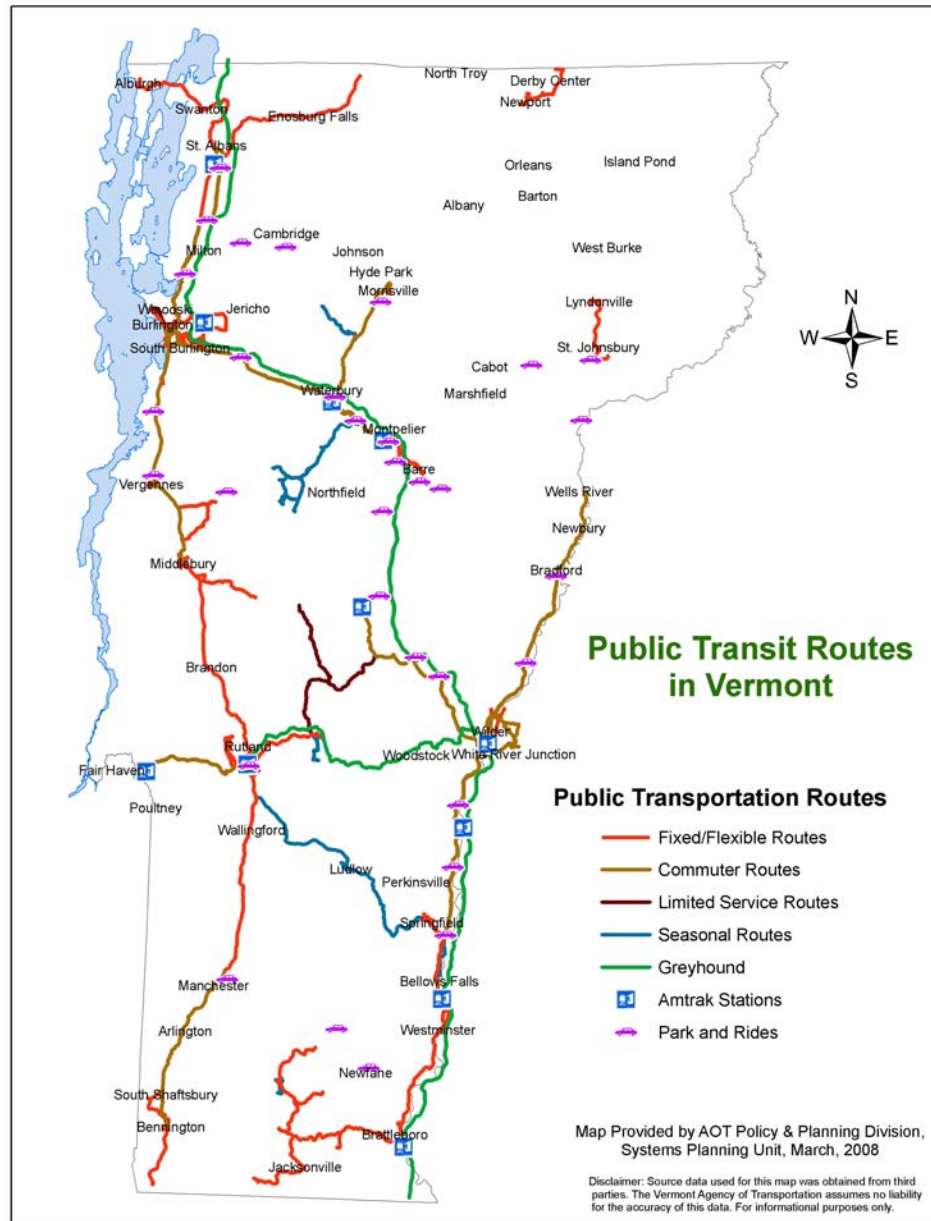 North Troy
Derby Center
Alburgh
Newport
Swanton
Enosburg Falls
St. Albans
Orleans
Island Pond
Barton
Albany
Cambridge
Milton
Johnson
West Burke
Hyde Park
Morrisville
Lyndonville
Winooski
Jericho
Burlington
South Burlington
St. Johnsbury
Cabot
Waterbury
Marshfield
Montpelier
Barre
Vergennes
Northfield
Wells River
Newbury
Middlebury
Bradford
Brandon
Wilder
Rutland
Woodstock
White River Junction
Fair Haven
Poultney
Wallingford
Ludlow
Perkinsville
Springfield
Manchester
Bellows Falls
Arlington
Westminster
Newfane
South Shaftsbury
Bennington
Brattleboro
Jacksonville
N
W
E
S
Public Transit Routes
in Vermont
Public Transportation Routes
Fixed/Flexible Routes
Commuter Routes
Limited Service Routes
Seasonal Routes
Greyhound
Amtrak Stations
Park and Rides
Map Provided by AOT Policy & Planning Division,
Systems Planning Unit, March, 2008
Disclaimer: Source data used for this map was obtained from third
parties. The Vermont Agency of Transportation assumes no liability
for the accuracy of this data. For informational purposes only.